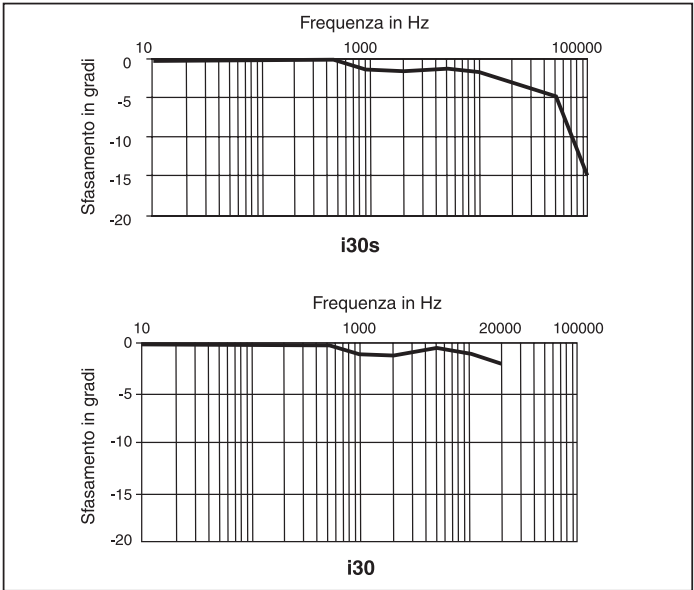 Frequenza in Hz
10 1000 100000
Sfasamento in gradi
0
-5
-10
-15
-20
i30s
Frequenza in Hz
10 1000 20000 100000
Sfasamento in gradi
0
-5
-10
-15
-20
i30